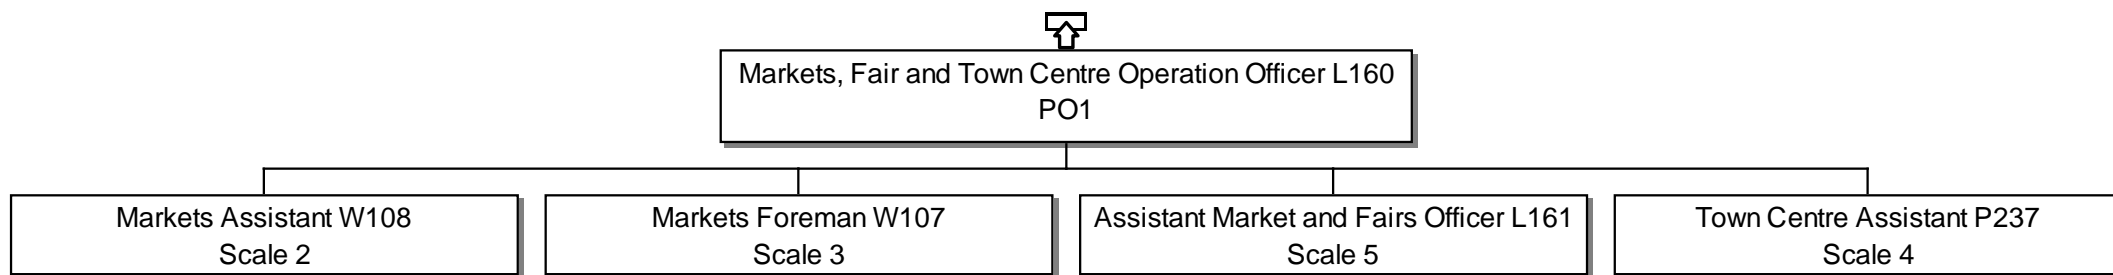 Markets, Fair and Town Centre Operation Officer L160
PO1
Markets Assistant W108
Scale 2
Markets Foreman W107
Scale 3
Assistant Market and Fairs Officer L161
Scale 5
Town Centre Assistant P237
Scale 4